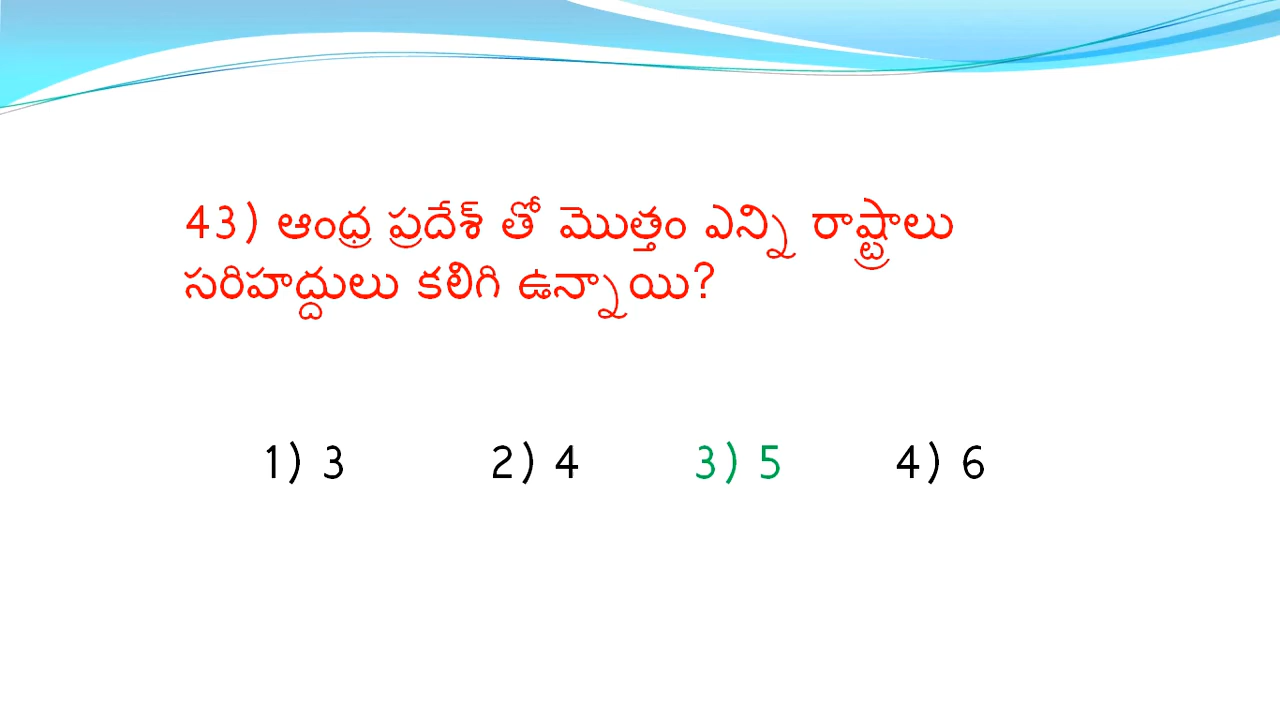 43) ఆంధ్ర ప్రదేశ్ తో మొత్తం ఎన్ని రాష్ట్రాలు
సరిహద్దులు కలిగి ఉన్నాయి?
1) 3 2) 4 3) 5 4) 6